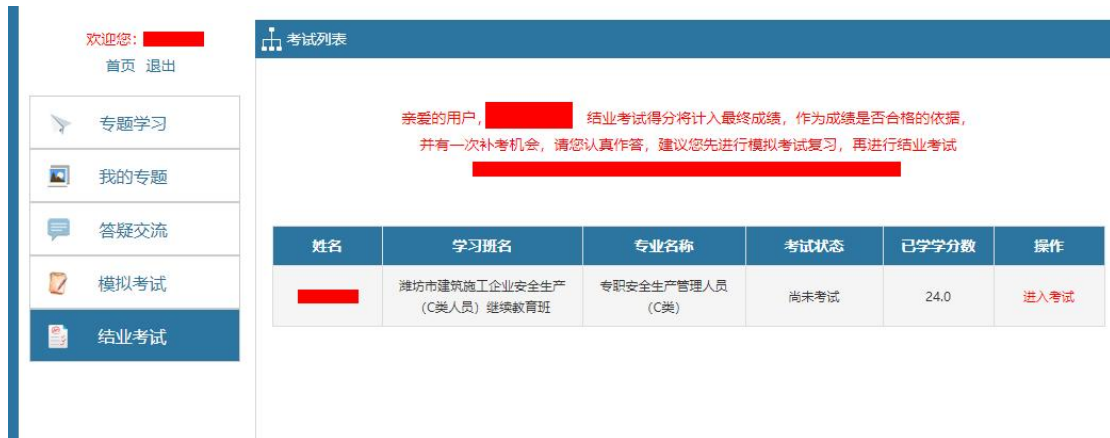 欢迎您:
首页 退出
专题学习
我的专题
答疑交流
模拟考试
结业考试
考试列表
亲爱的用户, 结业考试得分将计入最终成绩，作为成绩是否合格的依据，
并有一次补考机会，请您认真作答，建议您先进行模拟考试复习，再进行结业考试
姓名 学习班名 专业名称 考试状态 已学学分数 操作
潍坊市建筑施工企业安全生产 专职安全生产管理人员
(C类人员) 继续教育班 (C类) 尚未考试 24.0 进入考试